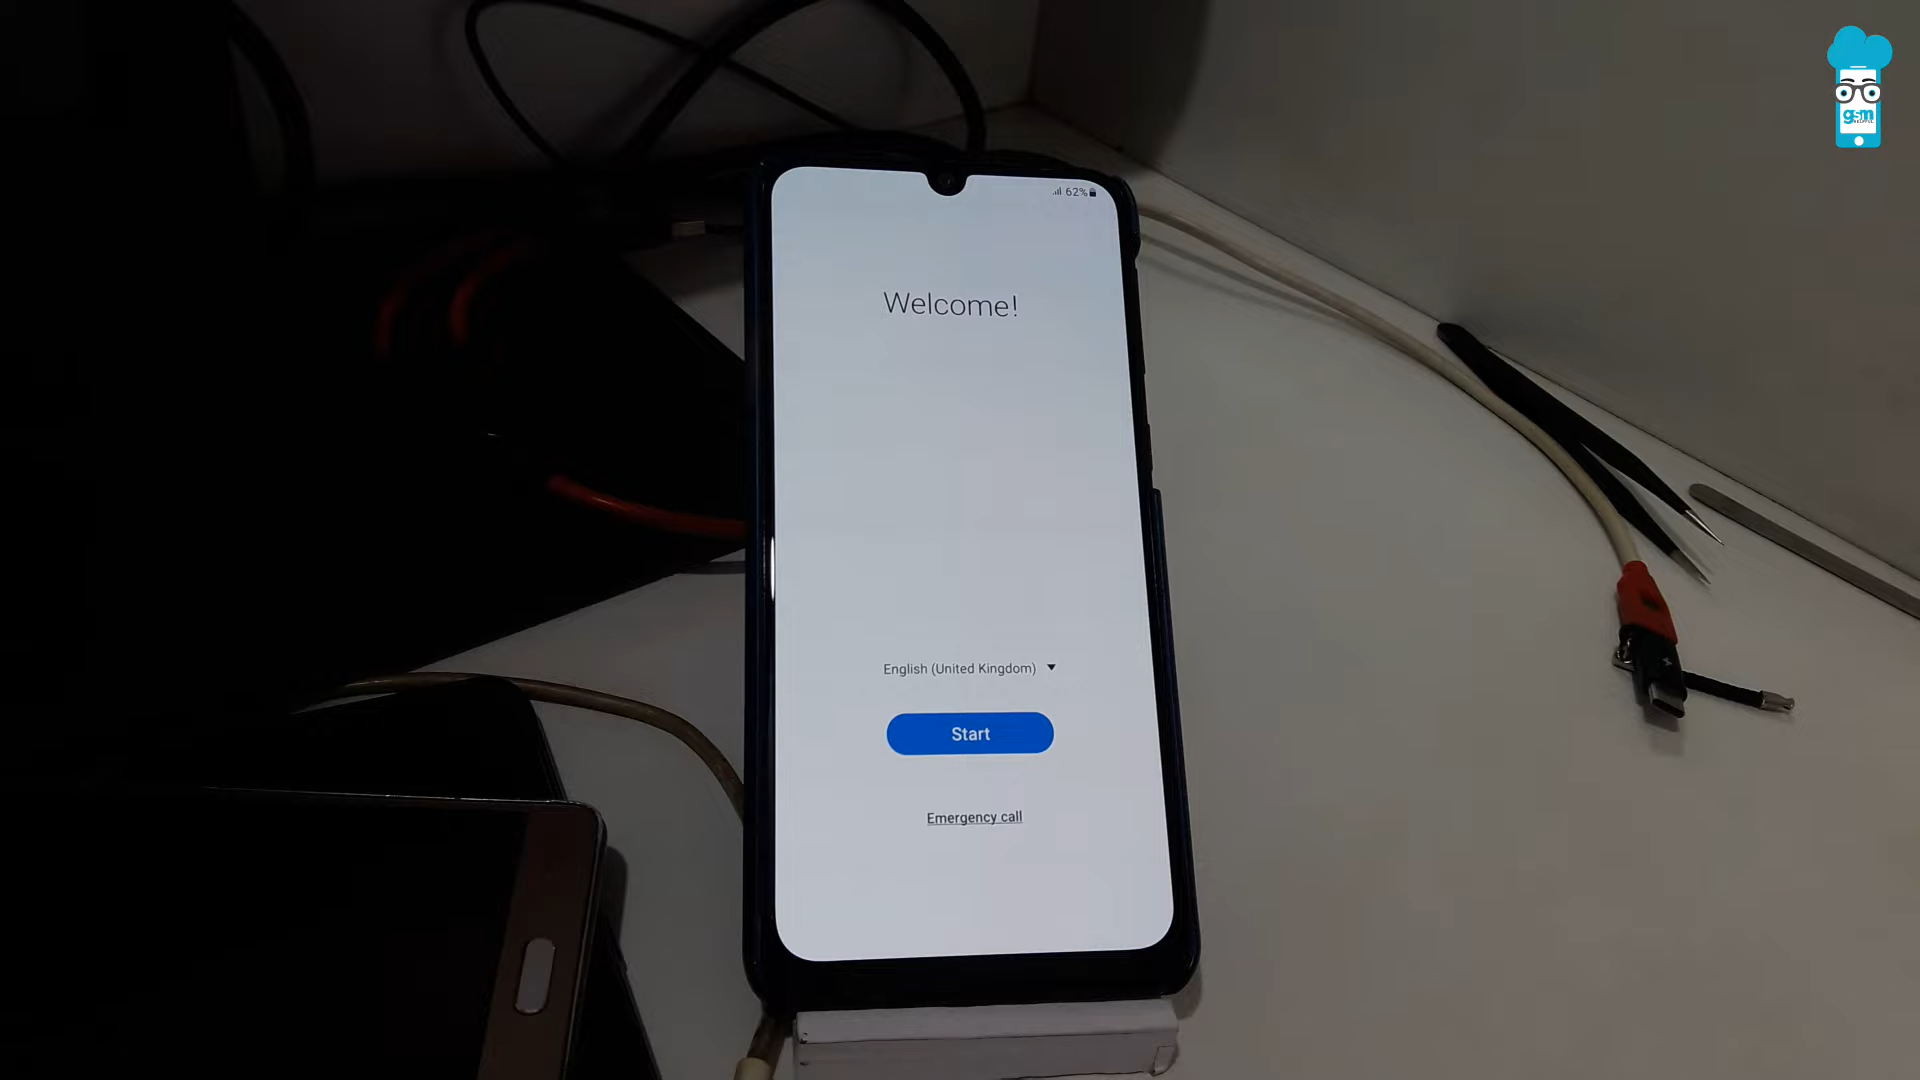 gsm
62%
Welcome!
English (United Kingdom)
Start
Emergency call